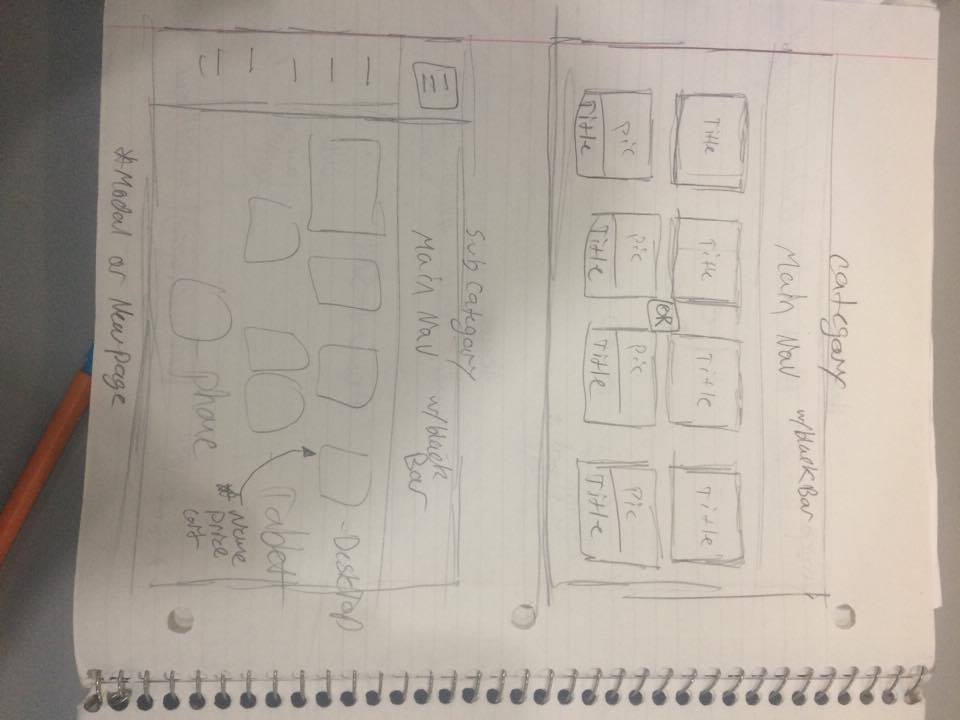 Category
Main Nav w/black Bar
Title Title Title Title
OR
Pic Pic Pic Pic
Title Title Title Title
Sub Category
Main Nav w/black Bar
- Desktop
Tablet
* Name
price
- phone
* Modal or New page